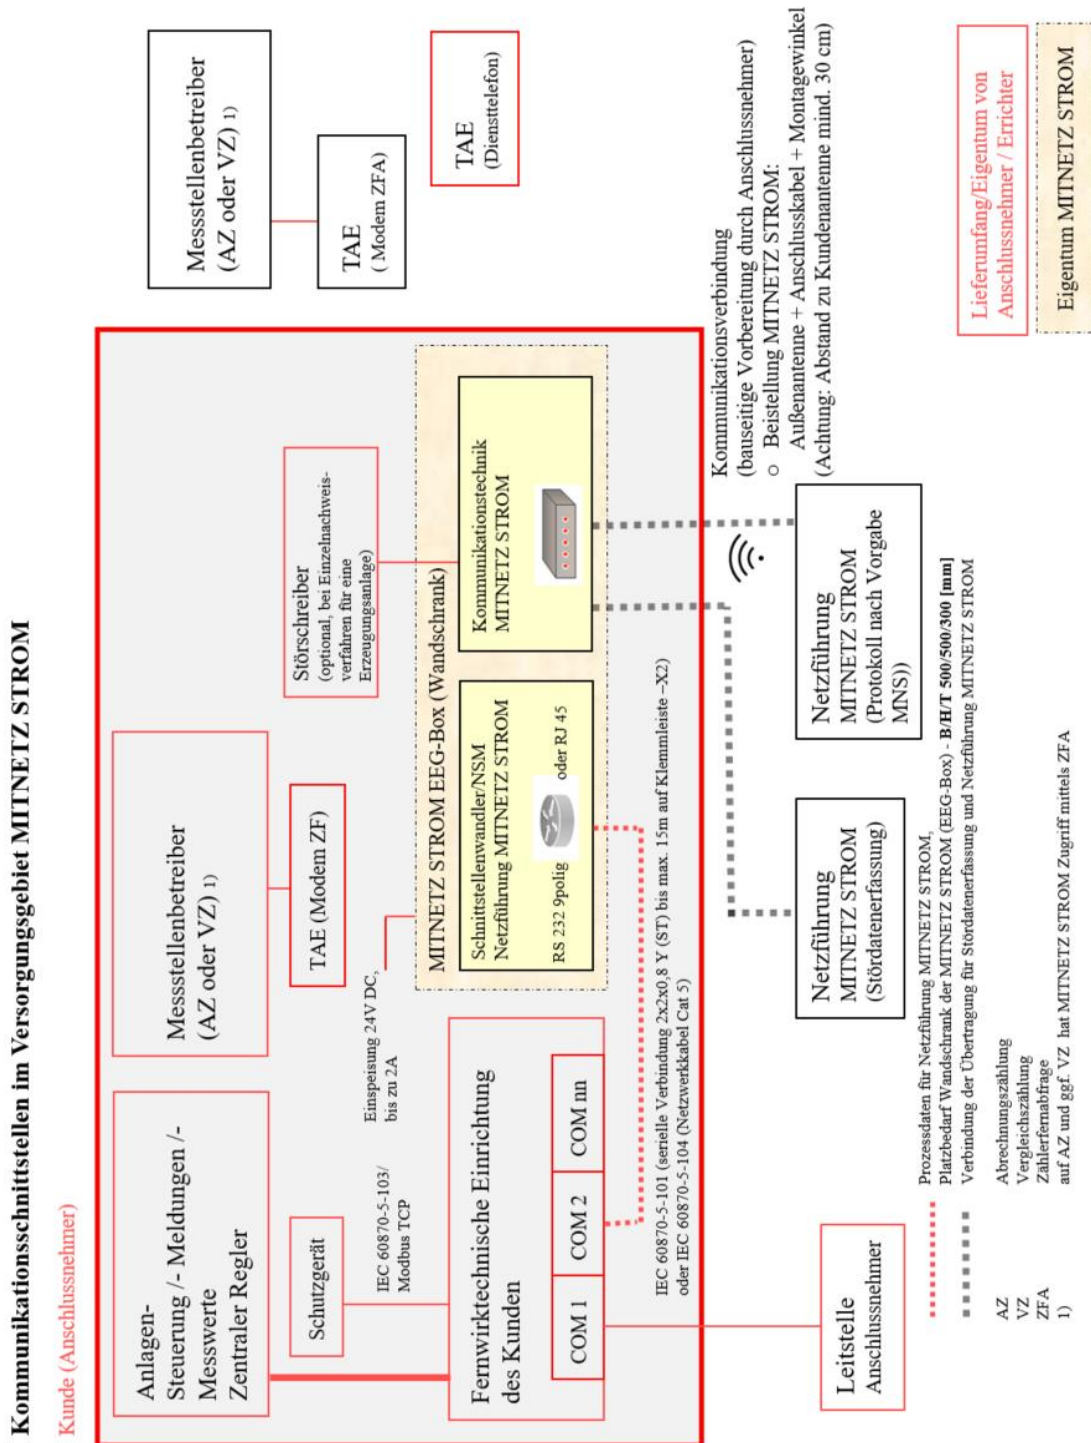 Kommunikationsschnittstellen im Versorgungsgebiet MITNETZ STROM
Kunde (Anschlussnehmer)
Anlagen-
Steuerung /- Meldungen /-
Messwerte
Zentraler Regler
Messstellenbetreiber
(AZ oder VZ) 1)
Messstellenbetreiber
(AZ oder VZ) 1)
Schutzgerät
TAE (Modem ZF)
Störschreiber
(optional, bei Einzelnachweis-
verfahren für eine
Erzeugungsanlage)
TAE
( Modem ZFA)
IEC 60870-5-103/
Modbus TCP
Einspeisung 24V DC,
bis zu 2A
TAE
(Diensttelefon)
Fernwirktechnische Einrichtung
des Kunden
COM 1
COM 2
COM nn
MITNETZ STROM EEG-Box (Wandschrank)
Schnittstellenwandler/NSM
Netzführung MITNETZ STROM
RS 232 9polig
oder RJ 45
Kommunikationstechnik
MITNETZ STROM
IEC 60870-5-101 (serielle Verbindung 2x2x0,8 Y (ST) bis max. 15m auf Klemmleiste –X2)
oder IEC 60870-5-104 (Netzwerkkabel Cat 5)
Kommunikationsverbindung
(bauseitige Vorbereitung durch Anschlussnehmer)
o Beistellung MITNETZ STROM:
Außenantenne + Anschlusskabel + Montagewinkel
(Achtung: Abstand zu Kundenantenne mind. 30 cm)
Leitstelle
Anschlussnehmer
Netzführung
MITNETZ STROM
(Stördatenerfassung)
Netzführung
MITNETZ STROM
(Protokoll nach Vorgabe
MNS))
Prozessdaten für Netzführung MITNETZ STROM,
Platzbedarf Wandschrank der MITNETZ STROM (EEG-Box) - B/H/T 500/500/300 [mm]
Verbindung der Übertragung für Stördatenerfassung und Netzführung MITNETZ STROM
AZ Abrechnungszählung
VZ Vergleichszählung
ZFA Zählerfernabfrage
1) auf AZ und ggf. VZ hat MITNETZ STROM Zugriff mittels ZFA
Lieferumfang/Eigentum von
Anschlussnehmer / Errichter
Eigentum MITNETZ STROM